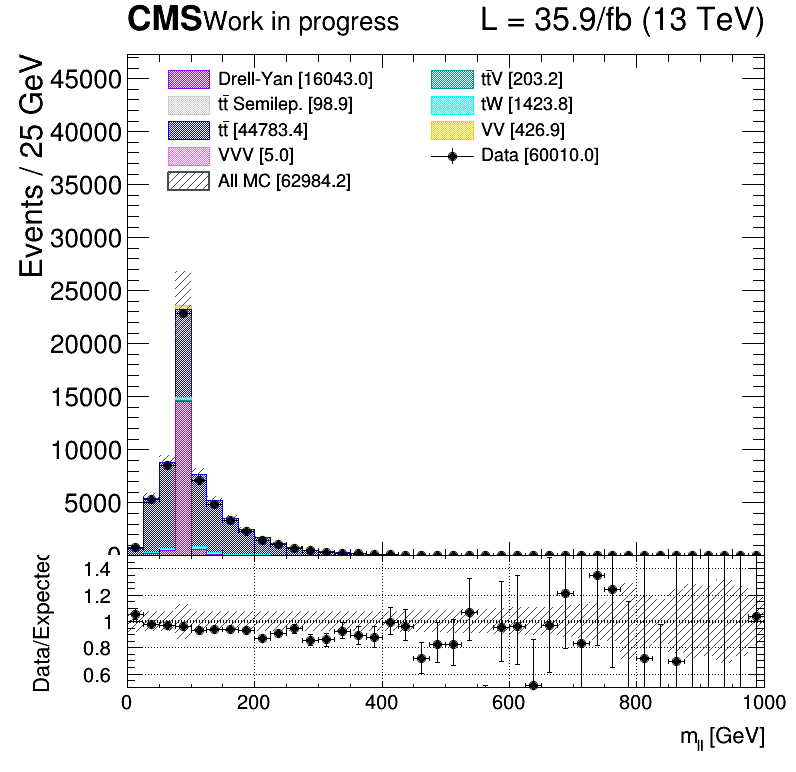 CMS Work in progress L = 35.9/fb (13 TeV)
Events / 25 GeV
45000
40000
35000
30000
25000
20000
15000
10000
5000
0
Drell-Yan [16043.0]
tt̄ Semilep. [98.9]
tt̄ [44783.4]
VVV [5.0]
All MC [62984.2]
tt̄V [203.2]
tW [1423.8]
VV [426.9]
Data [60010.0]
Data/Expected
1.4
1.2
1
0.8
0.6
0 200 400 600 800 1000
m_ll [GeV]